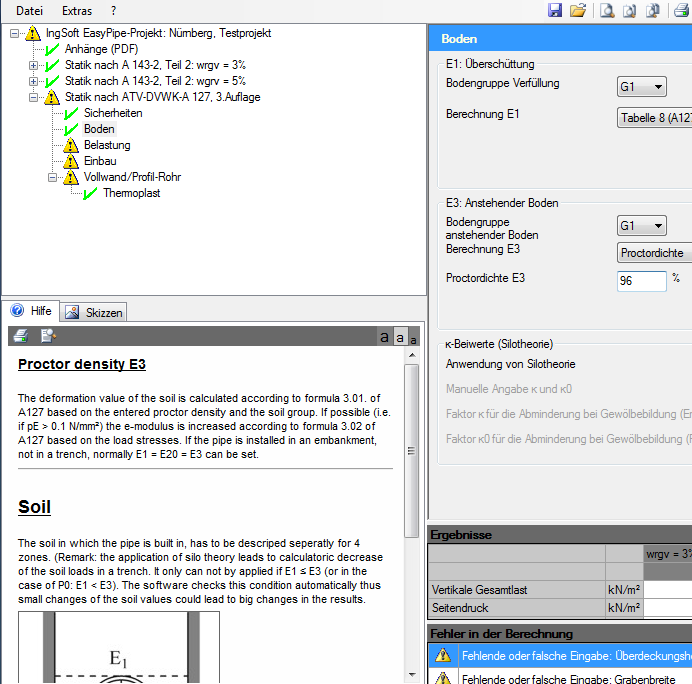 Datei Extras ?
IngSoft EasyPipe-Projekt: Nürnberg, Testprojekt
Anhänge (PDF)
Statik nach A 143-2, Teil 2: wrgv = 3%
Statik nach A 143-2, Teil 2: wrgv = 5%
Statik nach ATV-DVWK-A 127, 3.Auflage
Sicherheiten
Boden
Belastung
Einbau
Vollwand/Profil-Rohr
Thermoplast
Hilfe Skizzen
a a a
Proctor density E3
The deformation value of the soil is calculated according to formula 3.01. of
A127 based on the entered proctor density and the soil group. If possible (i.e.
if pE > 0.1 N/mm²) the e-modulus is increased according to formula 3.02 of
A127 based on the load stresses. If the pipe is installed in an embankment,
not in a trench, normally E1 = E20 = E3 can be set.
Soil
The soil in which the pipe is built in, has to be descriped seperatly for 4
zones. (Remark: the application of silo theory leads to calculatoric decrease
of the soil loads in a trench. It only can not by applied if E1 ≤ E3 (or in the
case of P0: E1 < E3). The software checks this condition automatically thus
small changes of the soil values could lead to big changes in the results.
E1
Boden
E1: Überschüttung
Bodengruppe Verfüllung G1
Berechnung E1 Tabelle 8 (A127
E3: Anstehender Boden
Bodengruppe
anstehender Boden G1
Berechnung E3 Proctordichte
Proctordichte E3 96 %
κ-Beiwerte (Silotheorie)
Anwendung von Silotheorie
Manuelle Angabe κ und κ0
Faktor κ für die Abminderung bei Gewölbebildung (Er
Faktor κ0 für die Abminderung bei Gewölbebildung (F
Ergebnisse
wrgv = 3%
Vertikale Gesamtlast kN/m²
Seitendruck kN/m²
Fehler in der Berechnung
Fehlende oder falsche Eingabe: Überdeckungshö
Fehlende oder falsche Eingabe: Grabenbreite